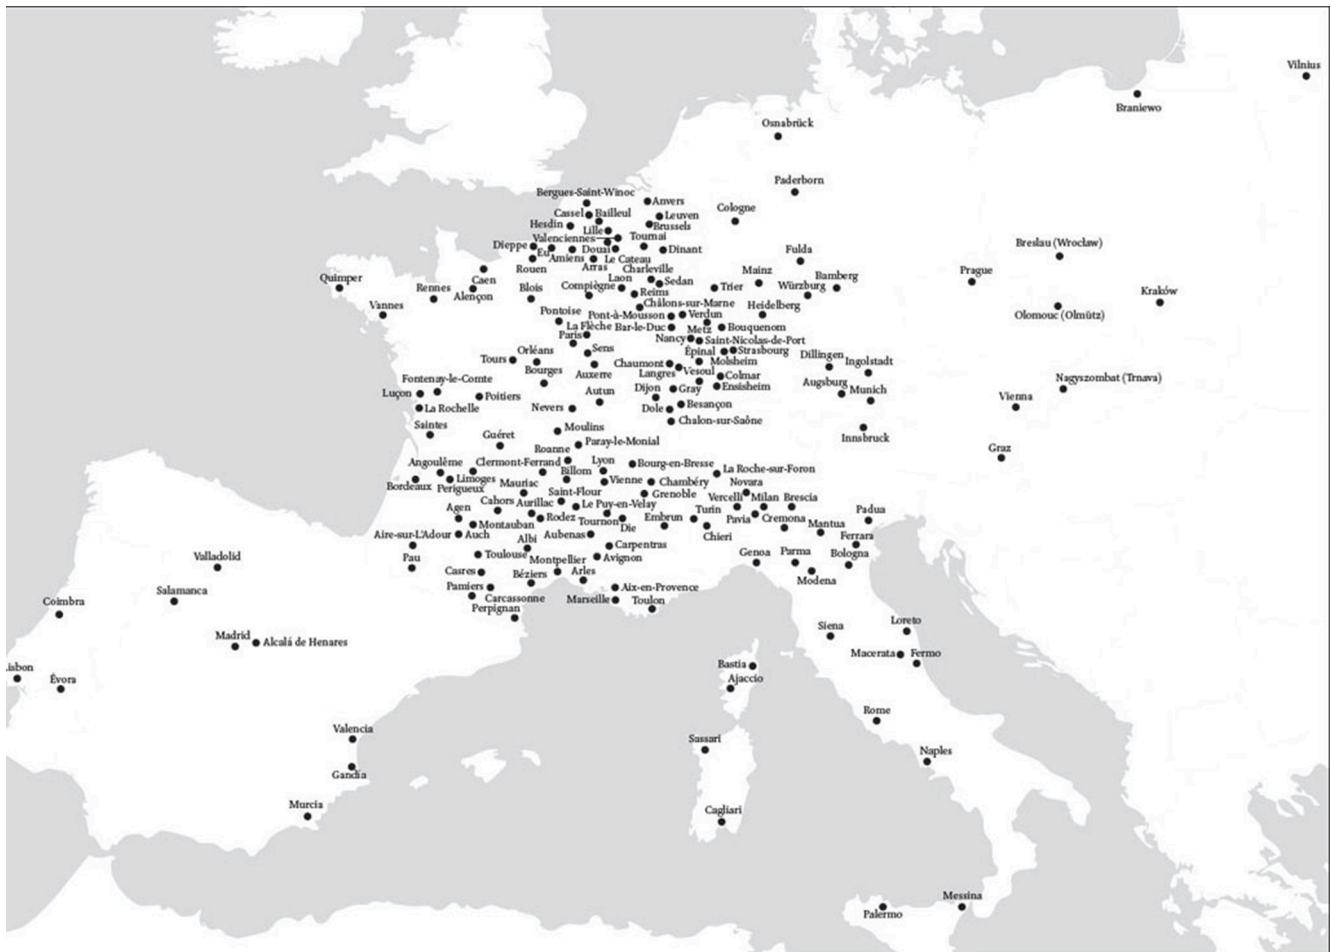 Vilnius
Braniewo
Osnabrück
Paderborn
Bergues-Saint-Winoc
Anvers
Cologne
Cassel
Bailleul
Leuven
Hesdin
Brussels
Lille
Valenciennes
Tournai
Dieppe
Eu
Douai
Dinant
Breslau (Wrocław)
Amiens
Le Cateau
Fulda
Rouen
Arras
Charleville
Prague
Mainz
Bamberg
Quimper
Caen
Laon
Sedan
Rennes
Alençon
Blois
Compiègne
Reims
Trier
Würzburg
Kraków
Vannes
Châlons-sur-Marne
Heidelberg
Pontoise
Pont-à-Mousson
Verdun
Olomouc (Olmütz)
La Flèche
Bar-le-Duc
Metz
Bouquenom
Paris
Nancy
Saint-Nicolas-de-Port
Tours
Orléans
Sens
Épinal
Strasbourg
Dillingen
Ingolstadt
Chaumont
Molsheim
Bourges
Auxerre
Langres
Vesoul
Colmar
Fontenay-le-Comte
Augsburg
Munich
Nagyszombat (Trnava)
Luçon
Poitiers
Autun
Dijon
Gray
Ensisheim
Vienna
La Rochelle
Nevers
Dole
Besançon
Saintes
Moulins
Chalon-sur-Saône
Guéret
Paray-le-Monial
Innsbruck
Graz
Roanne
Angoulême
Clermont-Ferrand
Lyon
Bourg-en-Bresse
La Roche-sur-Foron
Bordeaux
Limoges
Billom
Périgueux
Mauriac
Vienne
Chambéry
Novara
Saint-Flour
Grenoble
Vercelli
Milan
Brescia
Agen
Cahors
Aurillac
Le Puy-en-Velay
Turin
Padua
Montauban
Rodez
Tournon
Die
Embrun
Pavia
Cremona
Mantua
Aire-sur-L'Adour
Auch
Albi
Aubenas
Chieri
Ferrara
Pau
Toulouse
Carpentras
Genoa
Parma
Bologna
Valladolid
Montpellier
Avignon
Casres
Béziers
Arles
Modena
Salamanca
Pamiers
Carcassonne
Aix-en-Provence
Coimbra
Perpignan
Marseille
Toulon
Siena
Loreto
Madrid
Alcalá de Henares
Macerata
Fermo
isbon
Évora
Bastia
Ajaccio
Rome
Valencia
Sassari
Naples
Gandia
Murcia
Cagliari
Messina
Palermo